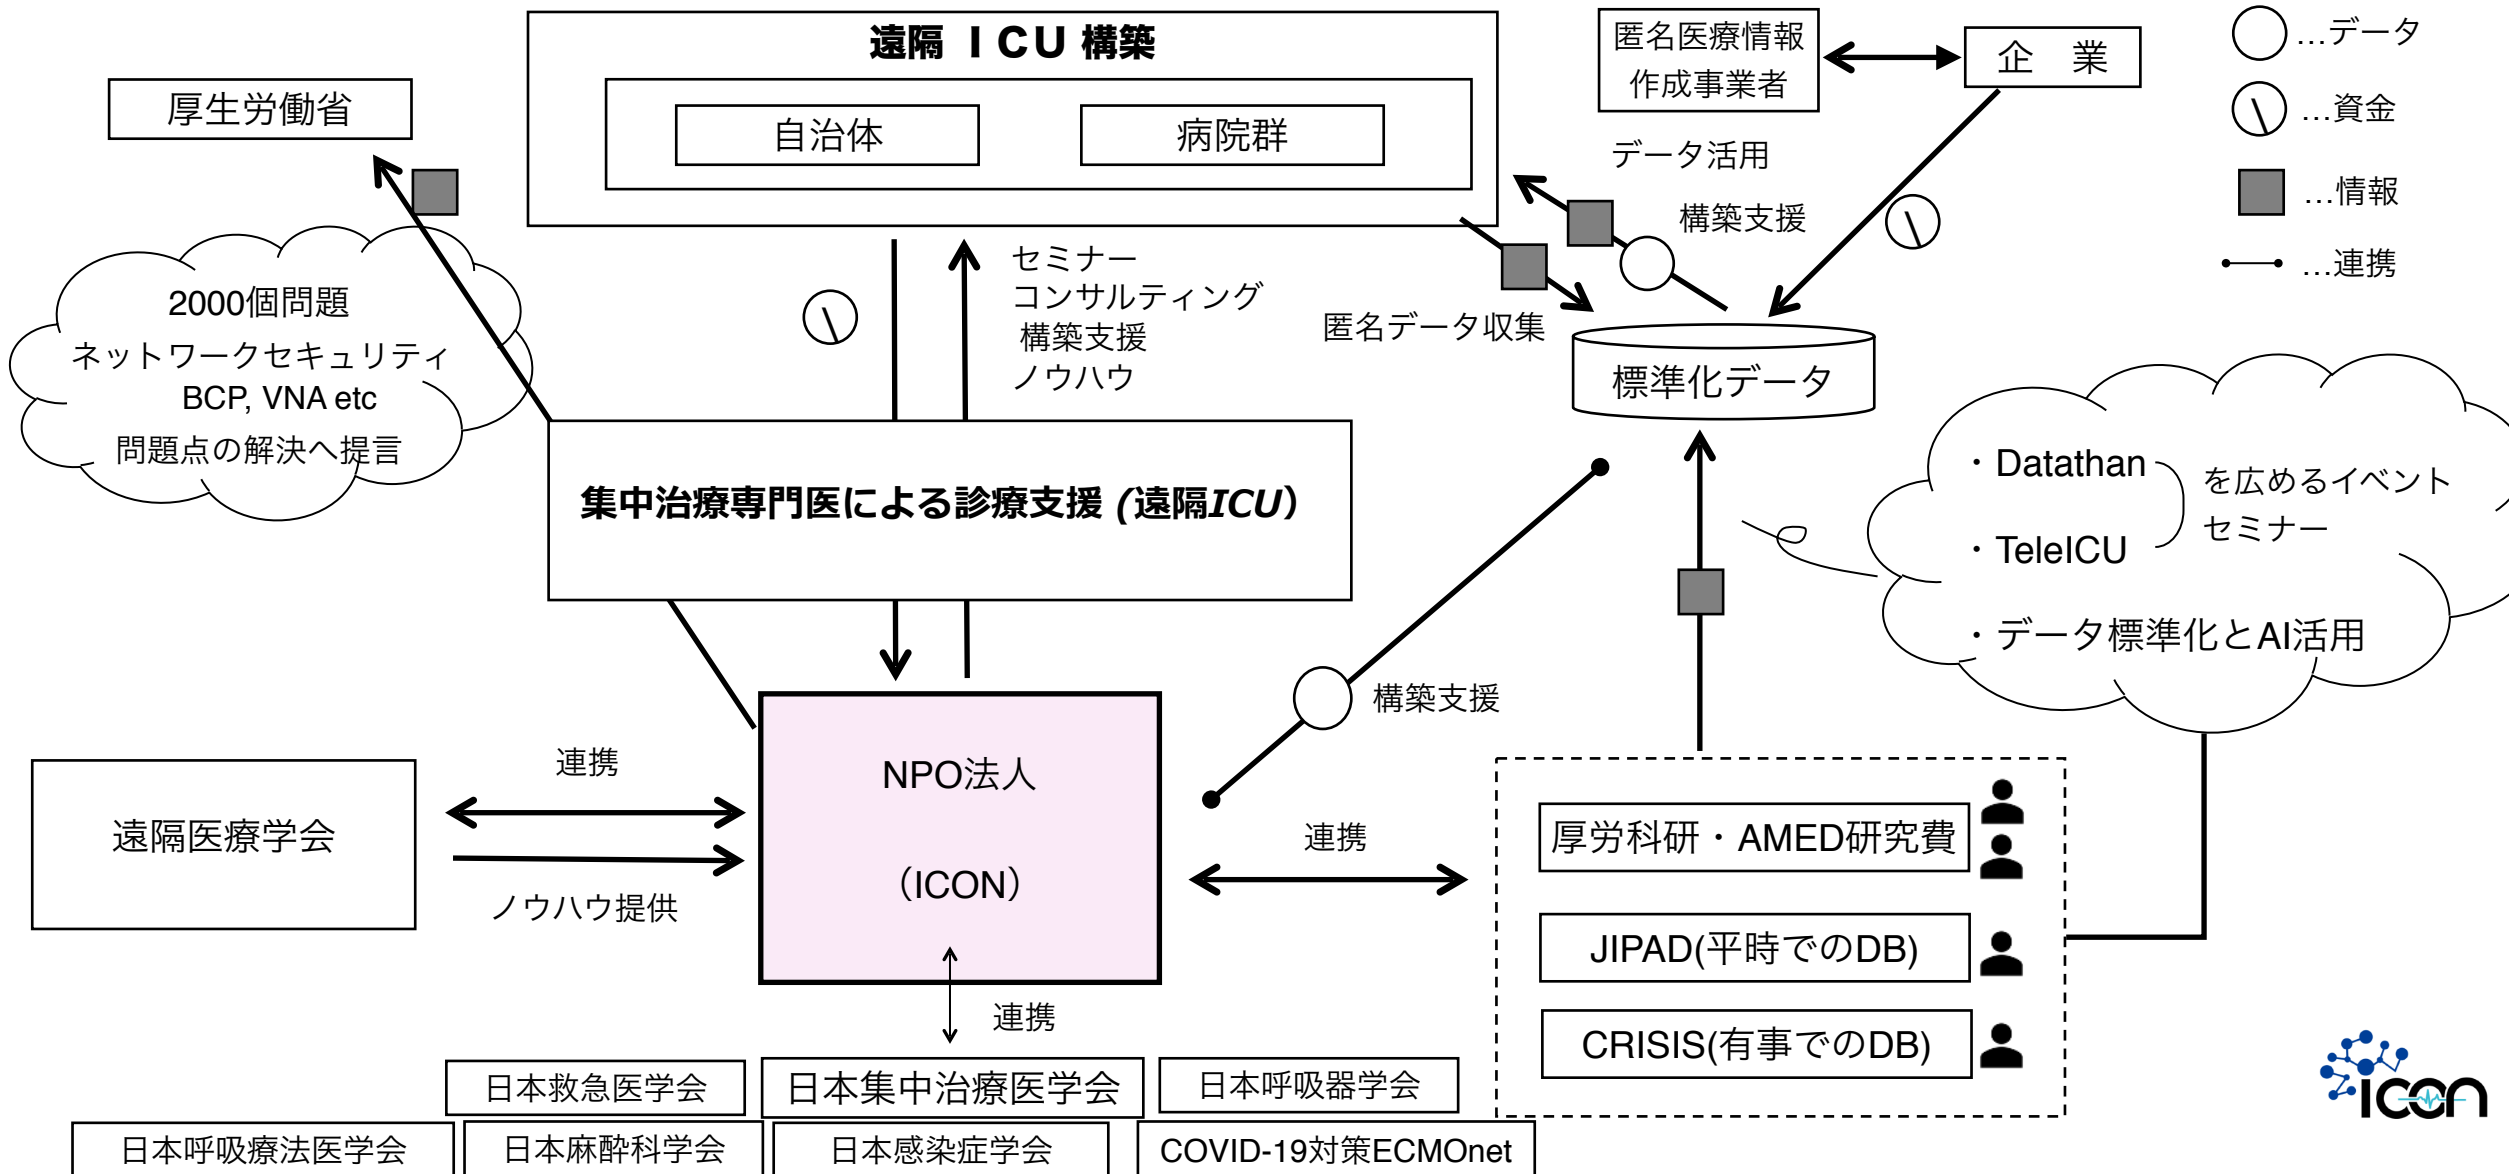 遠隔 ICU 構築
自治体
病院群
厚生労働省
匿名医療情報
作成事業者
企　業
…データ
…資金
…情報
…連携
データ活用
構築支援
セミナー
コンサルティング
構築支援
ノウハウ
匿名データ収集
標準化データ
2000個問題
ネットワークセキュリティ
BCP, VNA etc
問題点の解決へ提言
集中治療専門医による診療支援 (遠隔ICU）
・Datathan
・TeleICU
を広めるイベント
セミナー
・データ標準化とAI活用
構築支援
NPO法人
（ICON）
連携
遠隔医療学会
ノウハウ提供
連携
厚労科研・AMED研究費
JIPAD(平時でのDB)
CRISIS(有事でのDB)
連携
日本救急医学会
日本集中治療医学会
日本呼吸器学会
日本呼吸療法医学会
日本麻酔科学会
日本感染症学会
COVID-19対策ECMOnet
icon